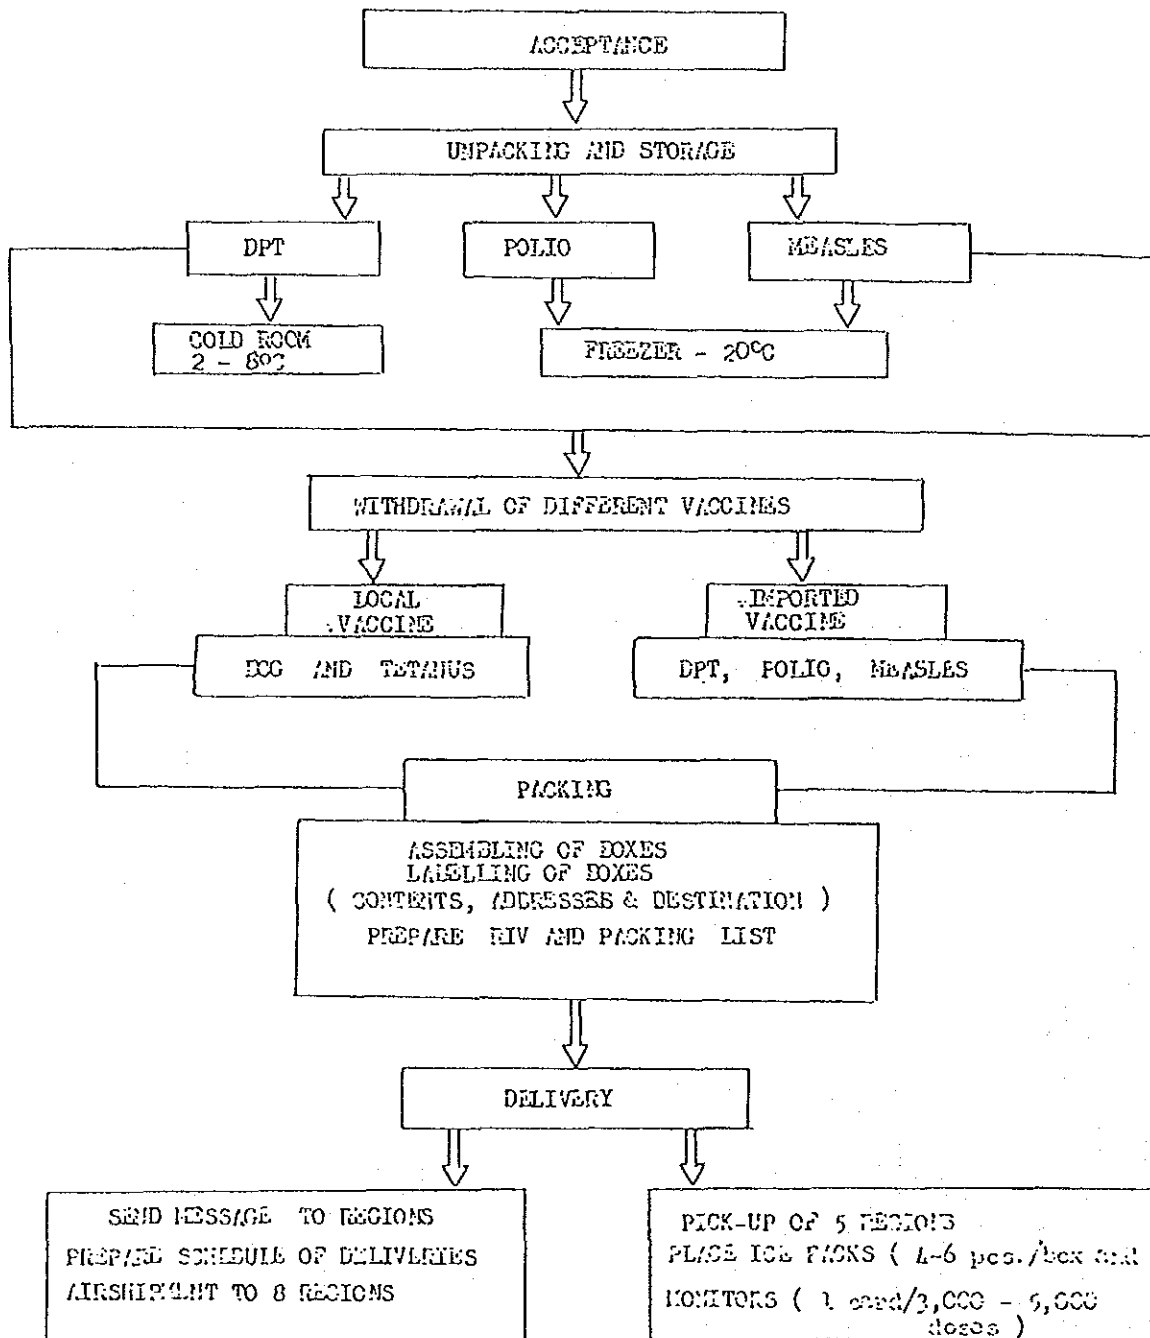 ACCEPTANCE
UNPACKING AND STORAGE
DPT
POLIO
MEASLES
COLD ROOM
2 - 8°C
FREEZER - 20°C
WITHDRAWAL OF DIFFERENT VACCINES
LOCAL
VACCINE
IMPORTED
VACCINE
BCG AND TETANUS
DPT, POLIO, MEASLES
PACKING
ASSEMBLING OF BOXES
LABELLING OF BOXES
( CONTENTS, ADDRESSES & DESTINATION )
PREPARE RIV AND PACKING LIST
DELIVERY
SEND MESSAGE TO REGIONS
PREPARE SCHEDULE OF DELIVERIES
AIRSHIPMENT TO 8 REGIONS
PICK-UP OF 5 REGIONS
PLACE ICE PACKS ( 4-6 pcs./box and
MONITORS ( 1 card/3,000 - 5,000
doses )